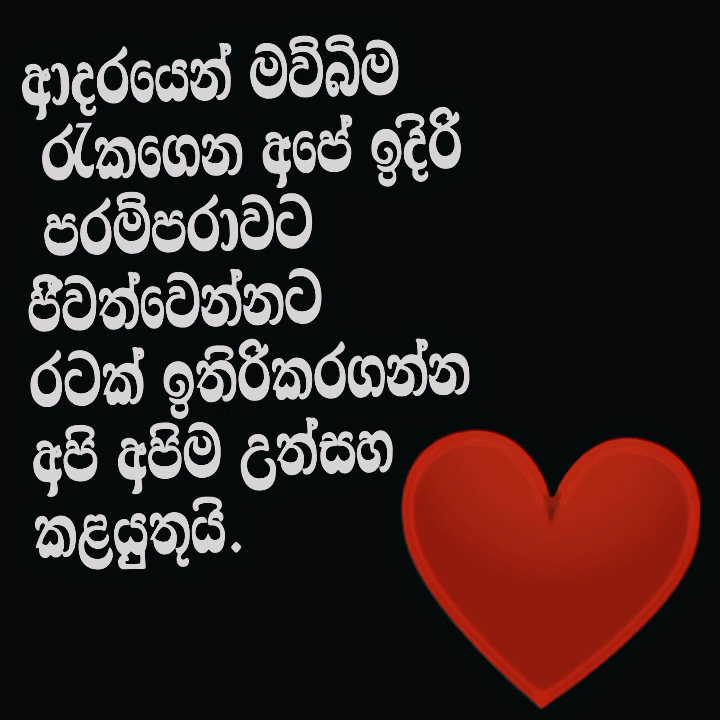 ආදරයෙන් මව්බිම
රැකගෙන අපේ ඉදිරි
පරම්පරාවට
ජීවත්වෙන්නට
රටක් ඉතිරිකරගන්න
අපි අපිම උත්සහ
කළයුතුයි.